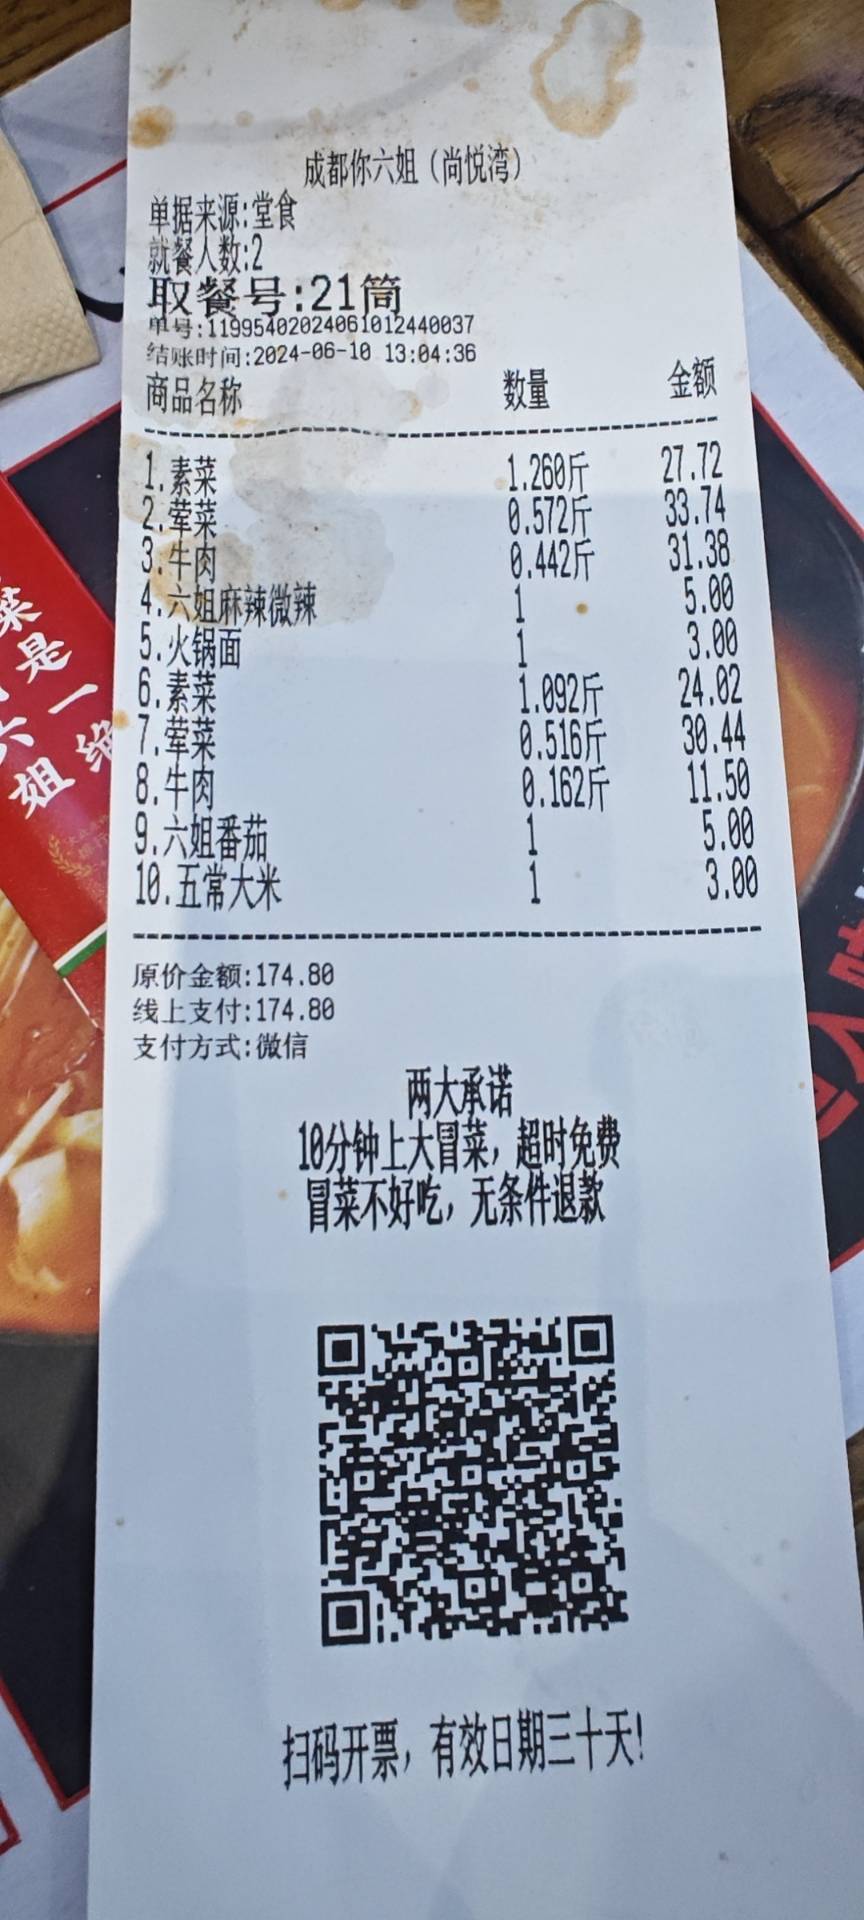 成都你六姐（尚悦湾）
单据来源:堂食
就餐人数:2
取餐号:21筒
单号:11995402024061012440037
结账时间:2024-06-10 13:04:36
商品名称 数量 金额
1.素菜 1.260斤 27.72
2.荤菜 0.572斤 33.74
3.牛肉 0.442斤 31.38
4.六姐麻辣微辣 1 5.00
5.火锅面 1 3.00
6.素菜 1.092斤 24.02
7.荤菜 0.516斤 30.44
8.牛肉 0.162斤 11.50
9.六姐番茄 1 5.00
10.五常大米 1 3.00
原价金额:174.80
线上支付:174.80
支付方式:微信
两大承诺
10分钟上大冒菜，超时免费
冒菜不好吃，无条件退款
扫码开票，有效日期三十天!
菜
是
一
绝
六
姐